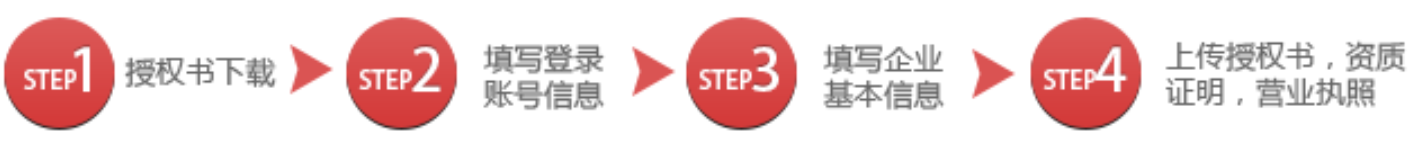 STEP1
授权书下载
STEP2
填写登录
账号信息
STEP3
填写企业
基本信息
STEP4
上传授权书，资质
证明，营业执照